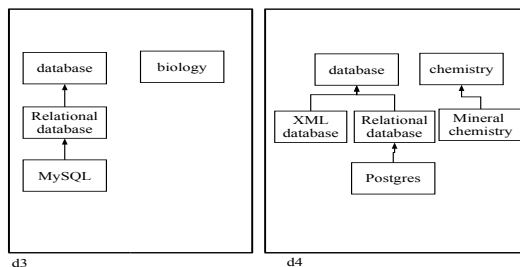 database
biology
Relational
database
MySQL
d3
database
chemistry
XML
database
Relational
database
Mineral
chemistry
Postgres
d4